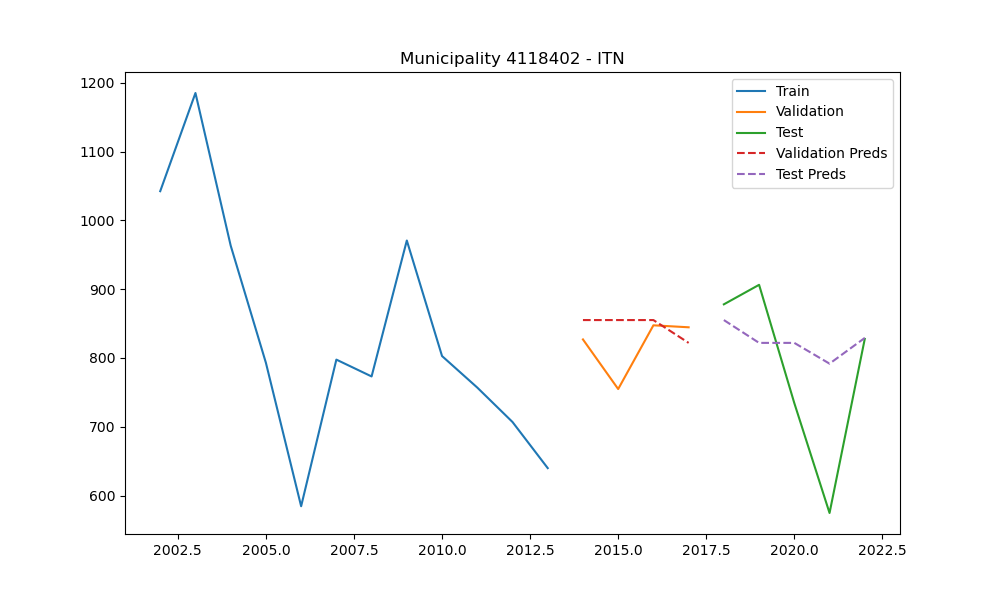 Municipality 4118402 - ITN
1200
1100
1000
900
800
700
600
Train
Validation
Test
Validation Preds
Test Preds
2002.5 2005.0 2007.5 2010.0 2012.5 2015.0 2017.5 2020.0 2022.5